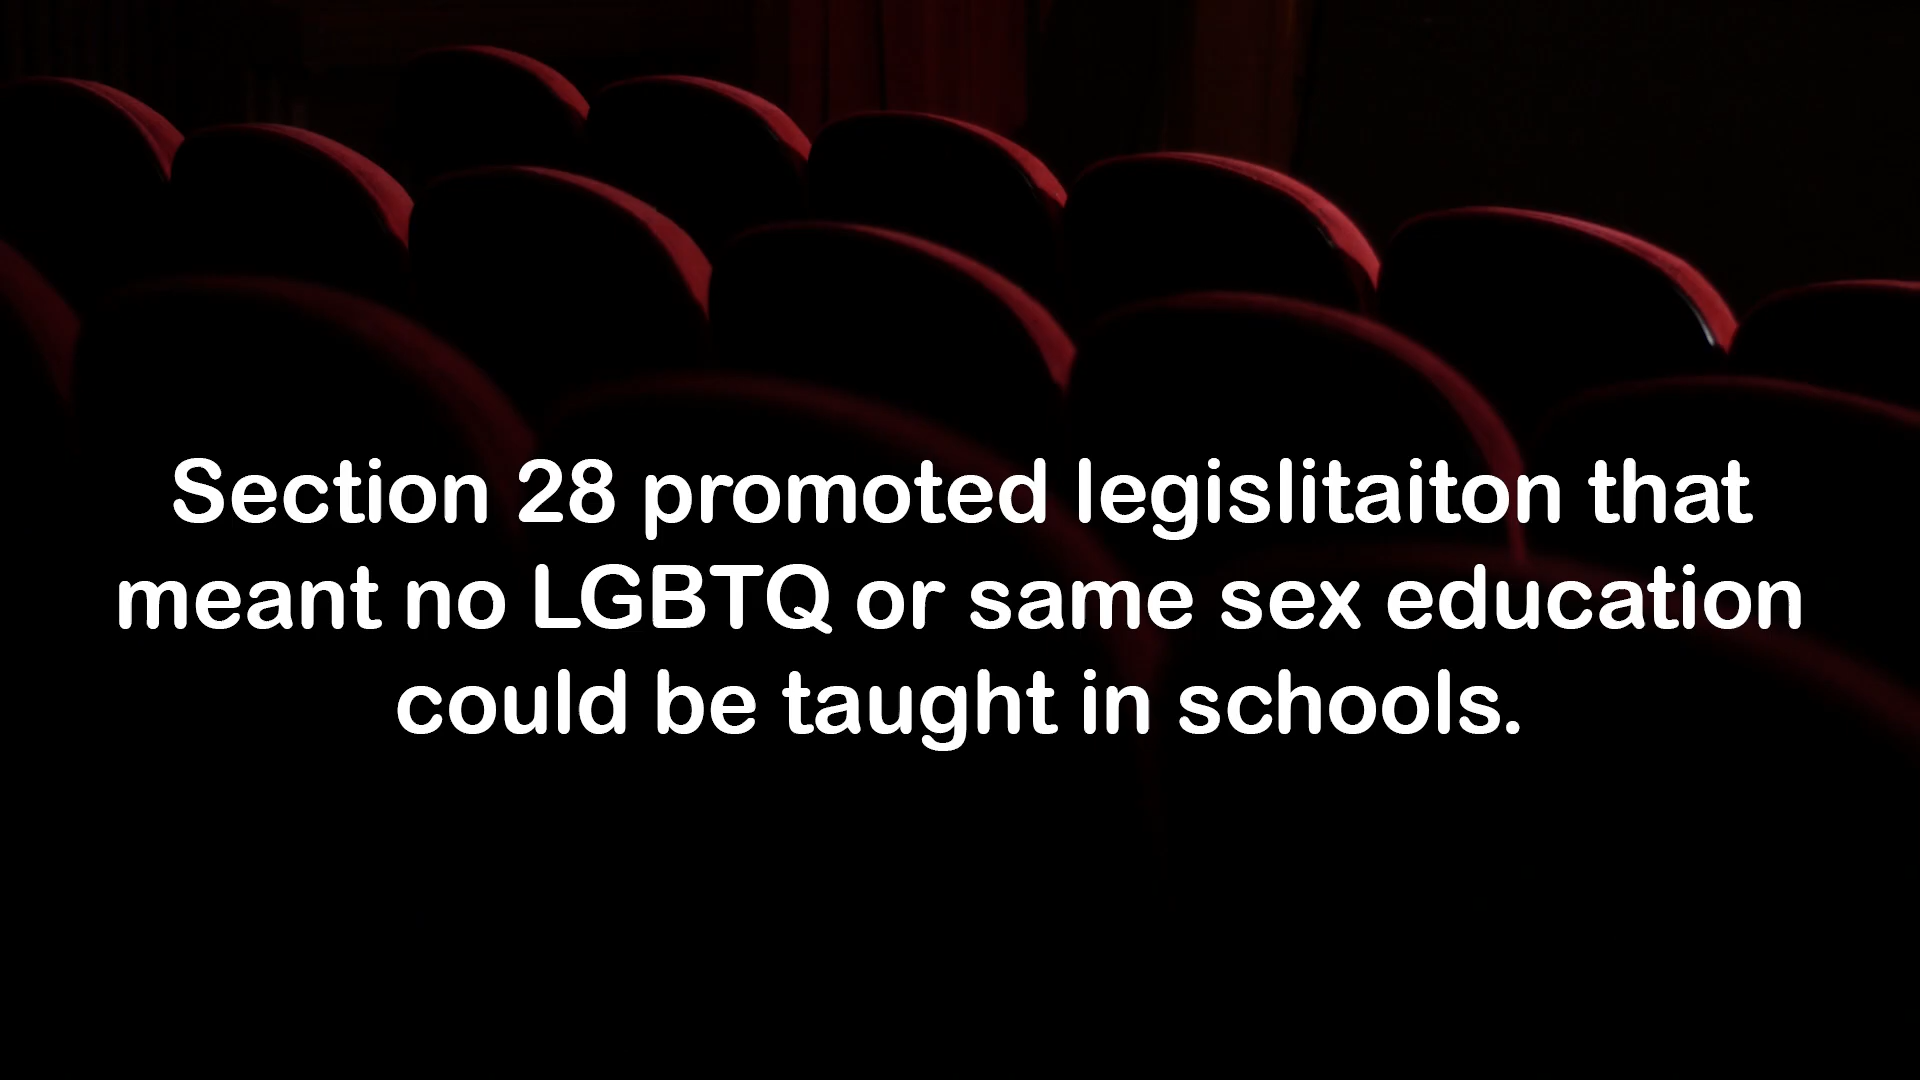 Section 28 promoted legislitaiton that
meant no LGBTQ or same sex education
could be taught in schools.